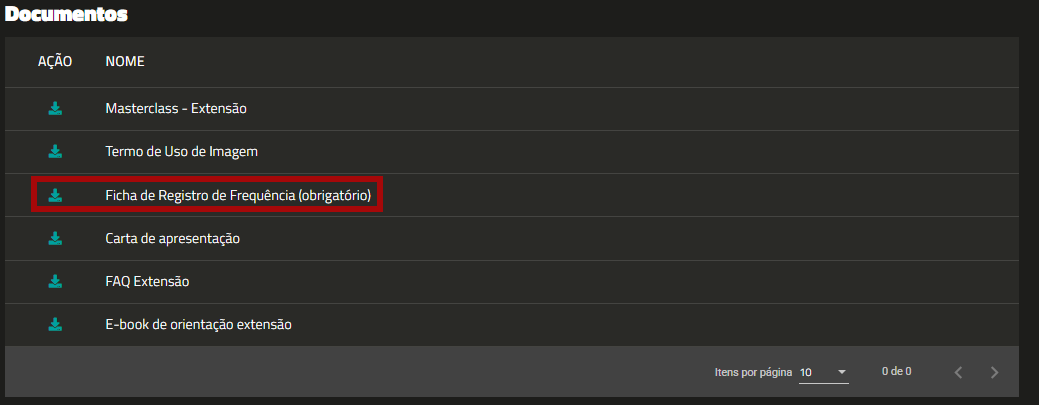 Documentos
AÇÃO NOME
Masterclass - Extensão
Termo de Uso de Imagem
Ficha de Registro de Frequência (obrigatório)
Carta de apresentação
FAQ Extensão
E-book de orientação extensão
Itens por página 10 0 de 0